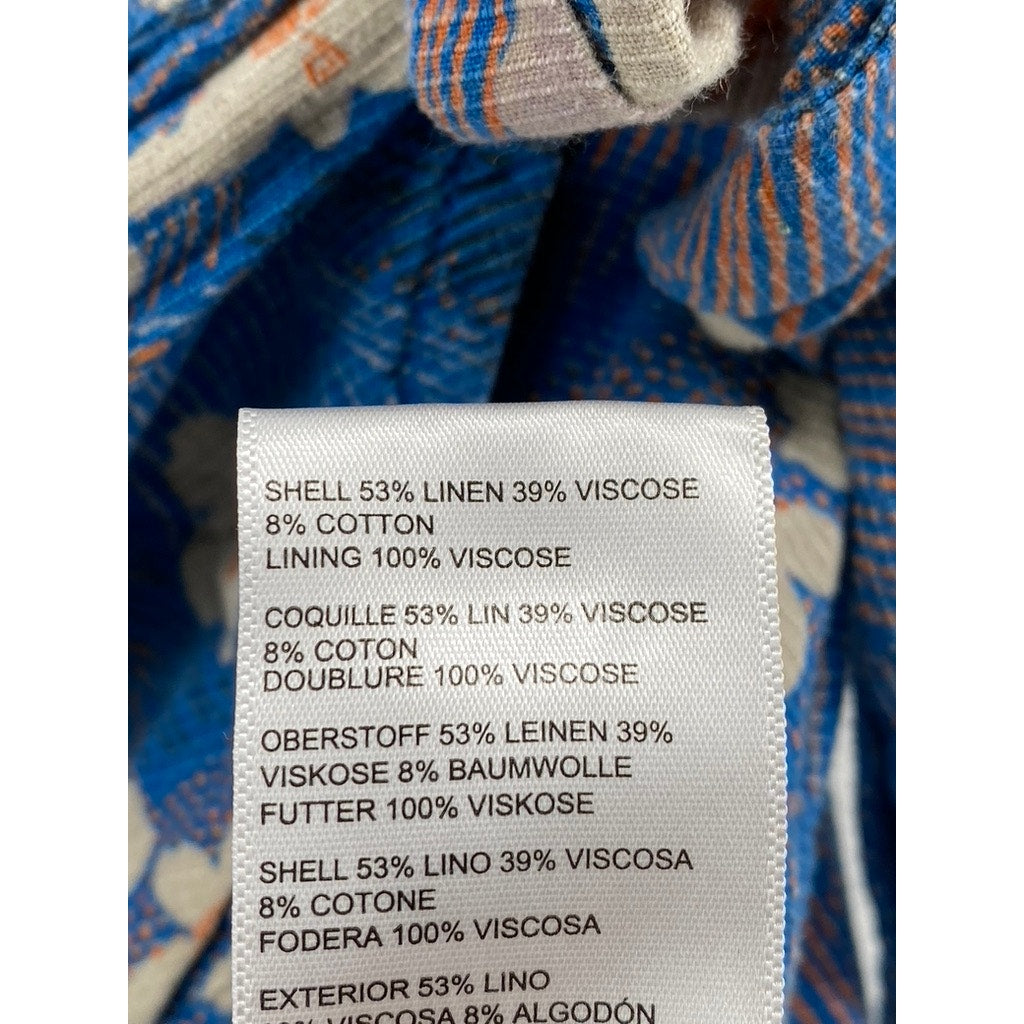 SHELL 53% LINEN 39% VISCOSE
8% COTTON
LINING 100% VISCOSE
COQUILLE 53% LIN 39% VISCOSE
8% COTON
DOUBLURE 100% VISCOSE
OBERSTOFF 53% LEINEN 39%
VISKOSE 8% BAUMWOLLE
FUTTER 100% VISKOSE
SHELL 53% LINO 39% VISCOSA
8% COTONE
FODERA 100% VISCOSA
EXTERIOR 53% LINO
VISCOSA 8% ALGODÓN